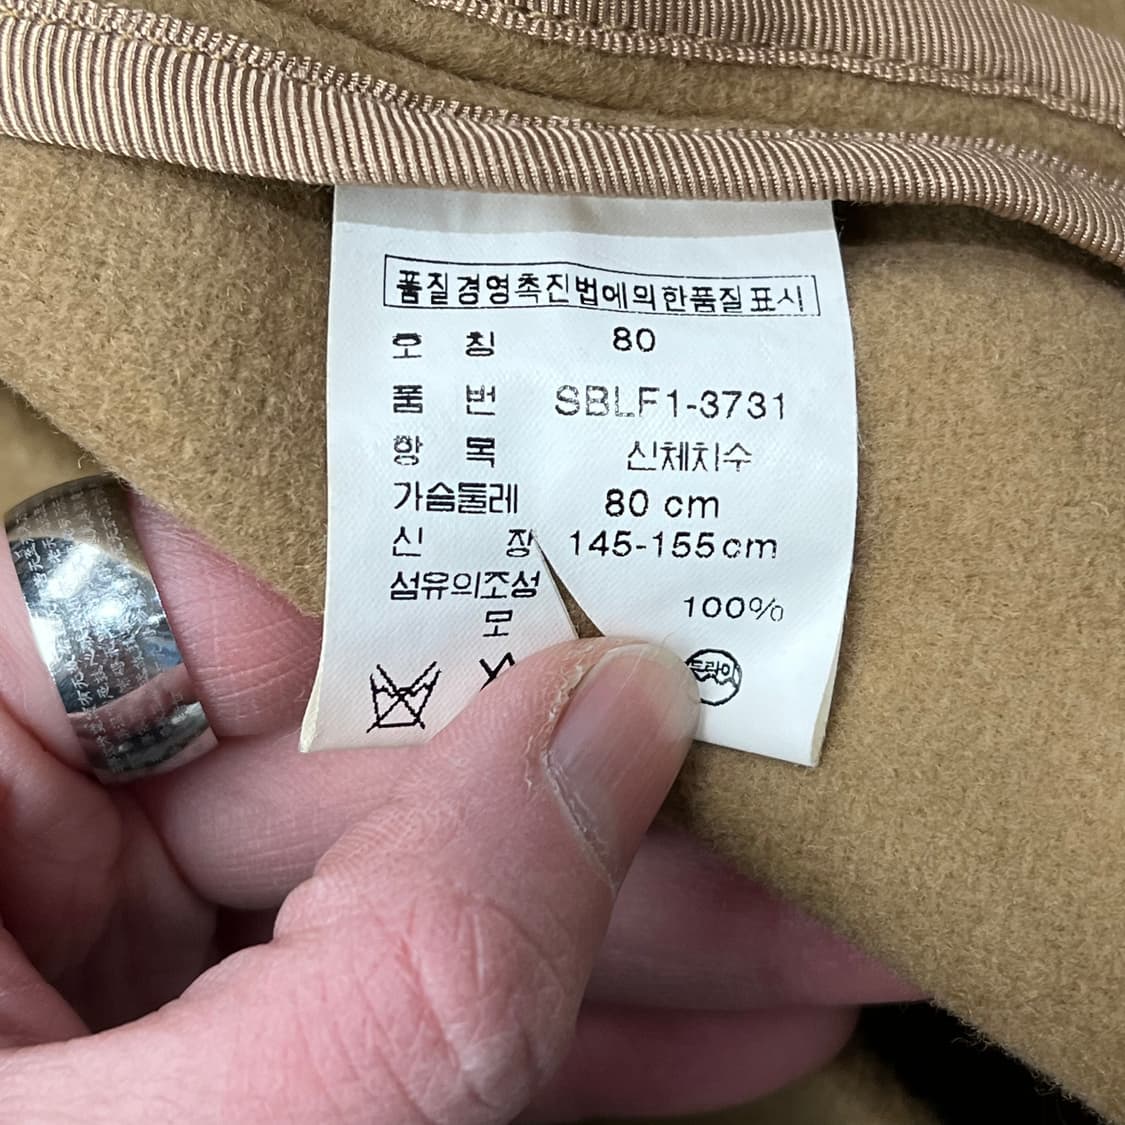 품질경영촉진법에의한품질표시
호 칭 80
품 번 SBLF1-3731
항 목 신체치수
가슴둘레 80 cm
신 장 145-155cm
섬유의조성
모 100%
드라이